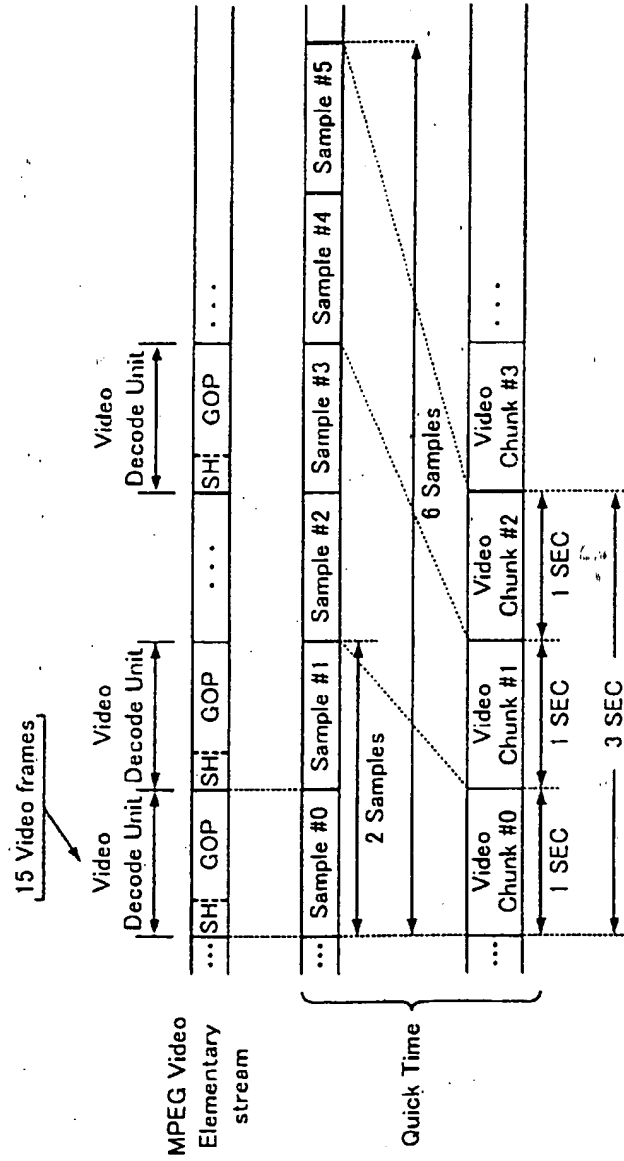 15 Video frames
Video
Decode Unit
Video
Decode Unit
Video
Decode Unit
MPEG Video
Elementary
stream
... SH GOP SH GOP ... SH GOP ...
... Sample #0 Sample #1 Sample #2 Sample #3 Sample #4 Sample #5
2 Samples
6 Samples
Quick Time
... Video
Chunk #0
Video
Chunk #1
Video
Chunk #2
Video
Chunk #3 ...
1 SEC 1 SEC 1 SEC
3 SEC